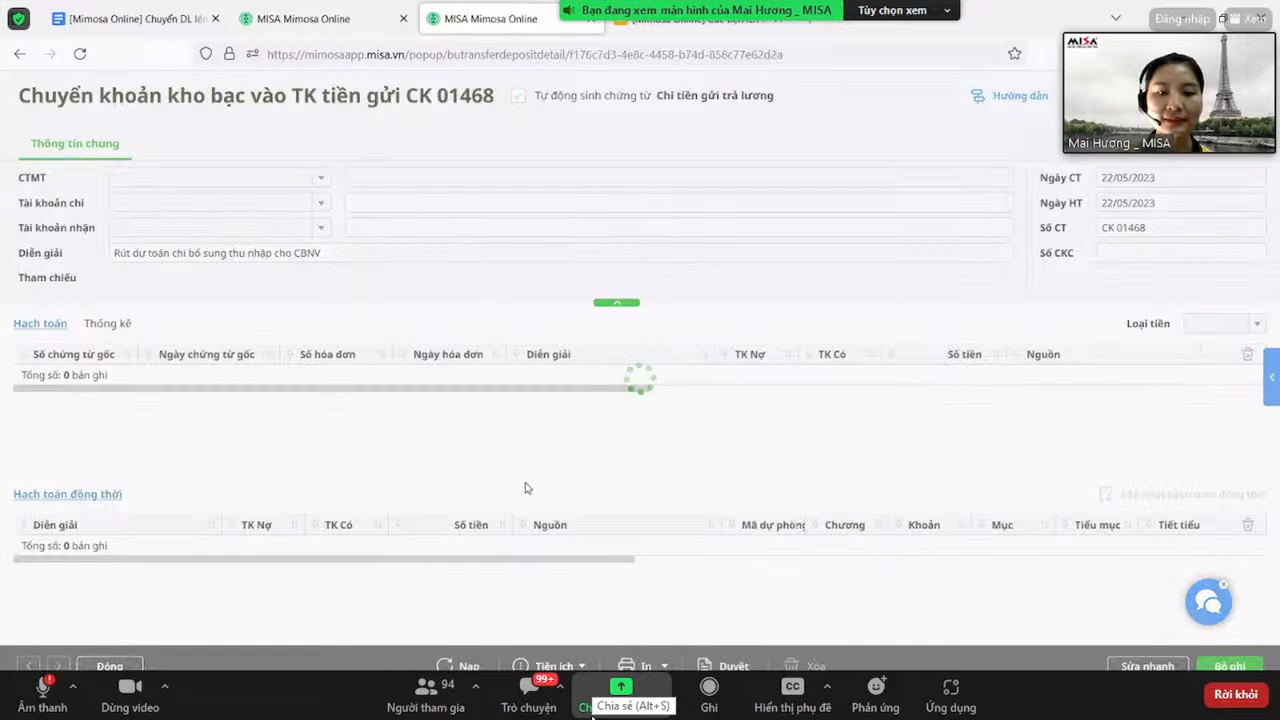 [Mimosa Online] Chuyển DL lên
MISA Mimosa Online
MISA Mimosa Online
Bạn đang xem màn hình của Mai Hương _ MISA
Tùy chọn xem
Đăng nhập
https://mimosaapp.misa.vn/popup/butransferdepositdetail/f176c7d3-4e8c-4458-b74d-858c77e62d2a
MISA
Mai Hương _ MISA
Chuyển khoản kho bạc vào TK tiền gửi CK 01468
Tự động sinh chứng từ Chi tiền gửi trả lương
Hướng dẫn
Thông tin chung
CTMT
Ngày CT 22/05/2023
Tài khoản chi
Ngày HT 22/05/2023
Tài khoản nhận
Số CT CK 01468
Diễn giải Rút dự toán chi bổ sung thu nhập cho CBNV
Số CKC
Tham chiếu
Hạch toán Thống kê
Loại tiền
Số chứng từ gốc Ngày chứng từ gốc Số hóa đơn Ngày hóa đơn Diễn giải TK Nợ TK Có Số tiền Nguồn
Tổng số: 0 bản ghi
Hạch toán đồng thời
Diễn giải TK Nợ TK Có Số tiền Nguồn Mã dự phòng Chương Khoản Mục Tiểu mục Tiết tiểu
Tổng số: 0 bản ghi
Đóng Nạp Tiện ích In Duyệt Xóa Sửa nhanh Bỏ ghi
94
99+
Âm thanh Dừng video Người tham gia Trò chuyện Ch Chia sẻ (Alt+S) Ghi Hiển thị phụ đề Phản ứng Ứng dụng
Rời khỏi